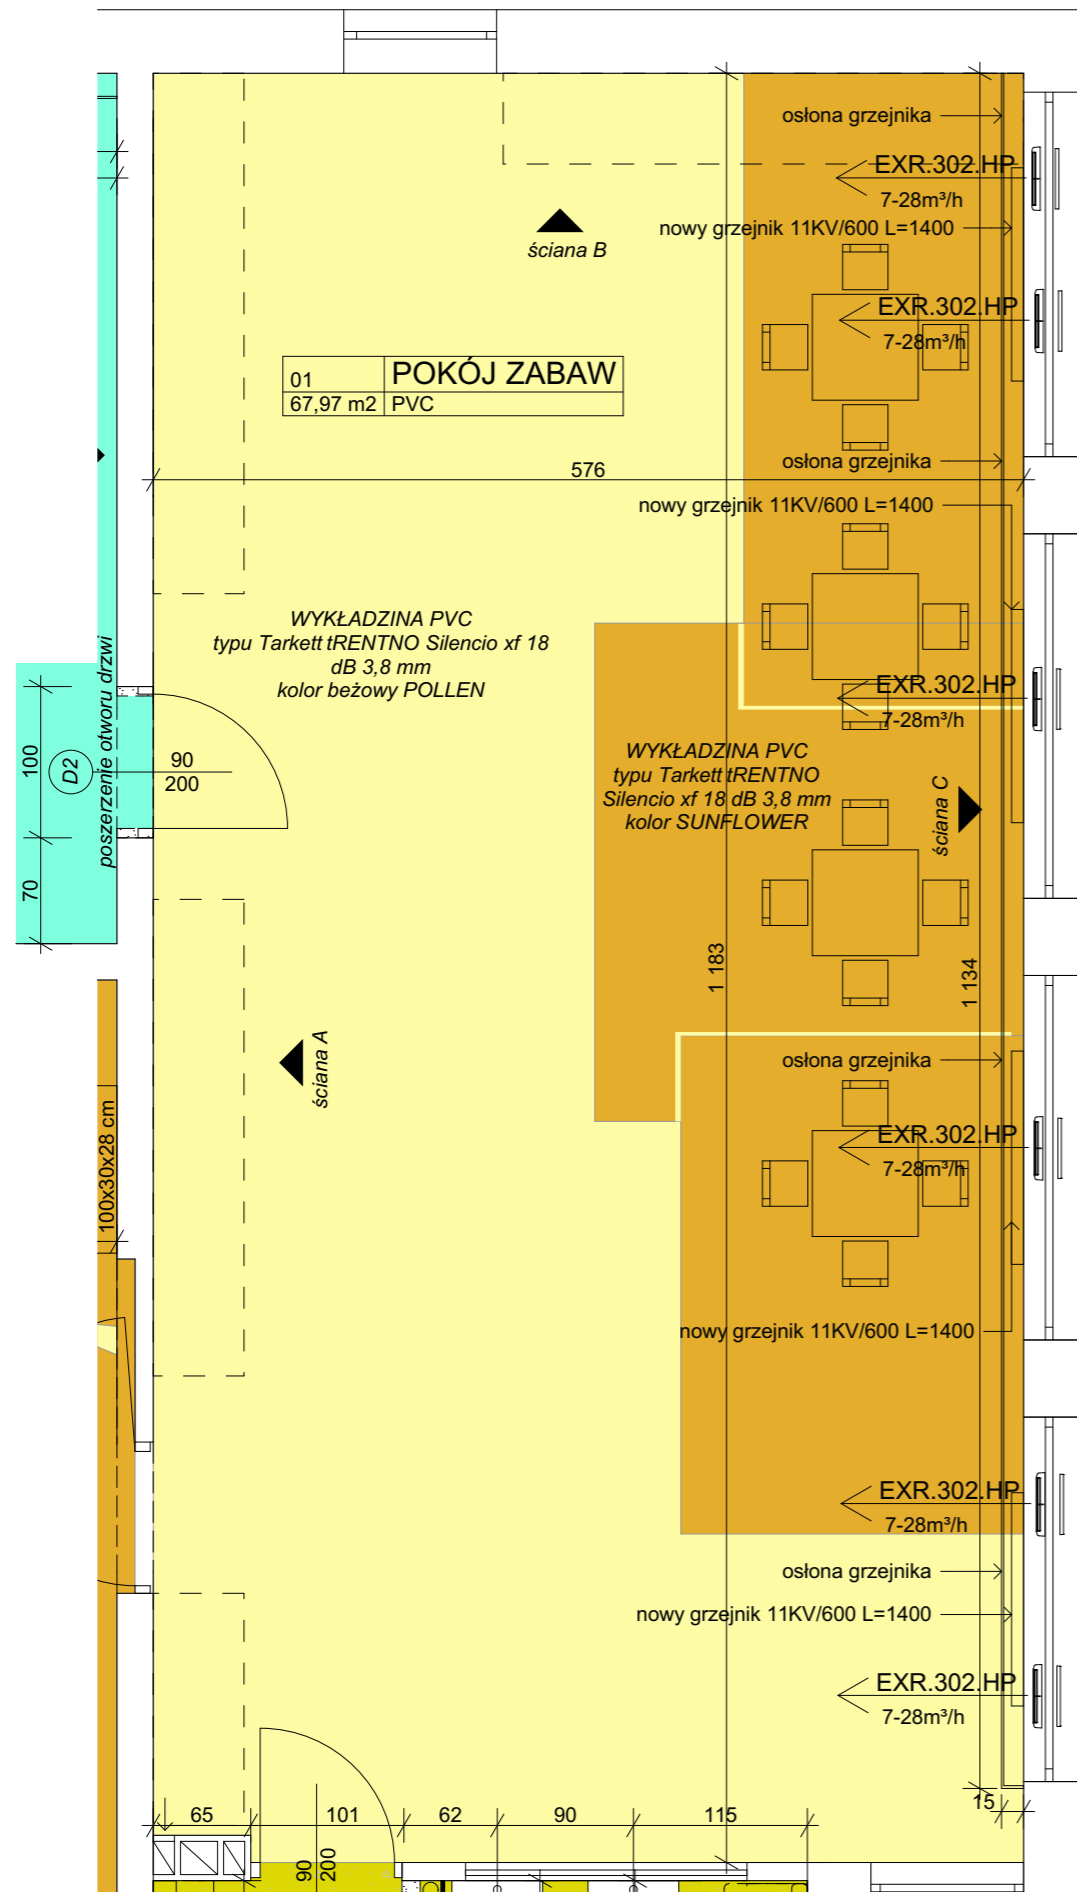 osłona grzejnika
EXR.302.HP
7-28m³/h
nowy grzejnik 11KV/600 L=1400
ściana B
EXR.302.HP
7-28m³/h
01 POKÓJ ZABAW
67,97 m2 PVC
osłona grzejnika
576
nowy grzejnik 11KV/600 L=1400
WYKŁADZINA PVC
typu Tarkett tRENTNO Silencio xf 18
dB 3,8 mm
kolor beżowy POLLEN
poszerzenie otworu drzwi
EXR.302.HP
7-28m³/h
100
D2
90
200
WYKŁADZINA PVC
typu Tarkett tRENTNO
Silencio xf 18 dB 3,8 mm
kolor SUNFLOWER
ściana C
70
1 183
1 134
ściana A
osłona grzejnika
100x30x28 cm
EXR.302.HP
7-28m³/h
nowy grzejnik 11KV/600 L=1400
EXR.302.HP
7-28m³/h
osłona grzejnika
nowy grzejnik 11KV/600 L=1400
EXR.302.HP
7-28m³/h
65
101
62
90
115
15
90
200